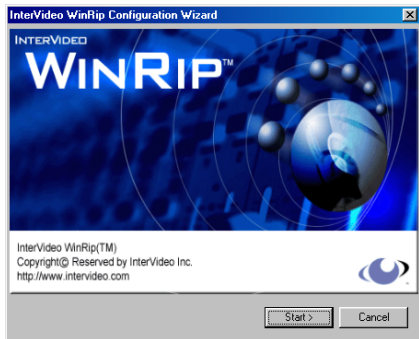 InterVideo WinRip Configuration Wizard
INTERVIDEO
WINRIP™
InterVideo WinRip(TM)
Copyright© Reserved by InterVideo Inc.
http://www.intervideo.com
Start >
Cancel